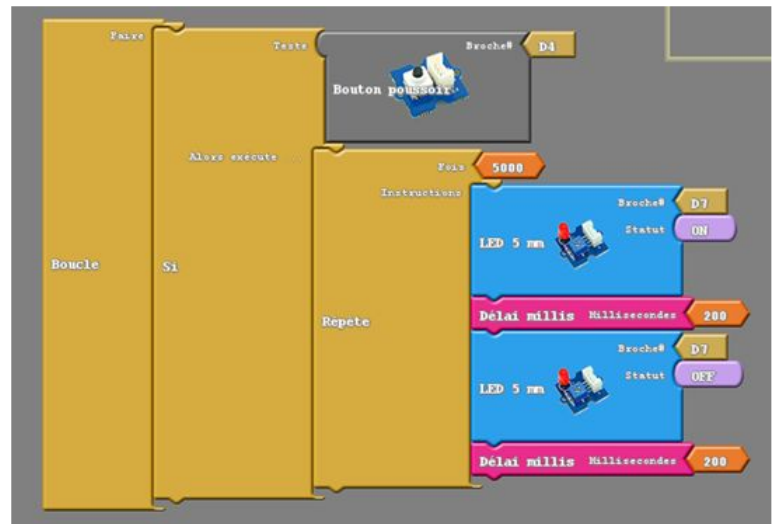 Faire
Teste
Broche# D4
Bouton poussoir
Alors exécute ...
Fois 5000
Instructions
Broche# D7
Statut ON
LED 5 mm
Boucle
Si
Répete
Délai millis Millisecondes 200
Broche# D7
Statut OFF
LED 5 mm
Délai millis Millisecondes 200